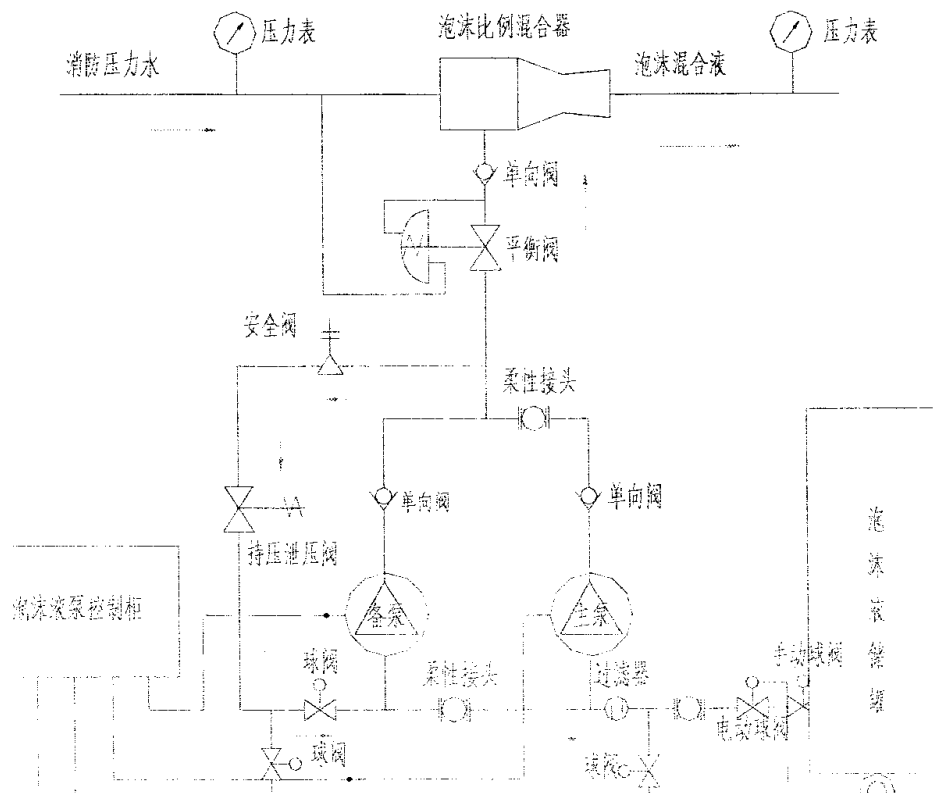 压力表
泡沫比例混合器
压力表
消防压力水
泡沫混合液
单向阀
平衡阀
安全阀
柔性接头
单向阀
单向阀
持压泄压阀
泡沫液泵控制柜
备泵
主泵
泡沫液储罐
球阀
柔性接头
过滤器
手动球阀
电动球阀
球阀
球阀